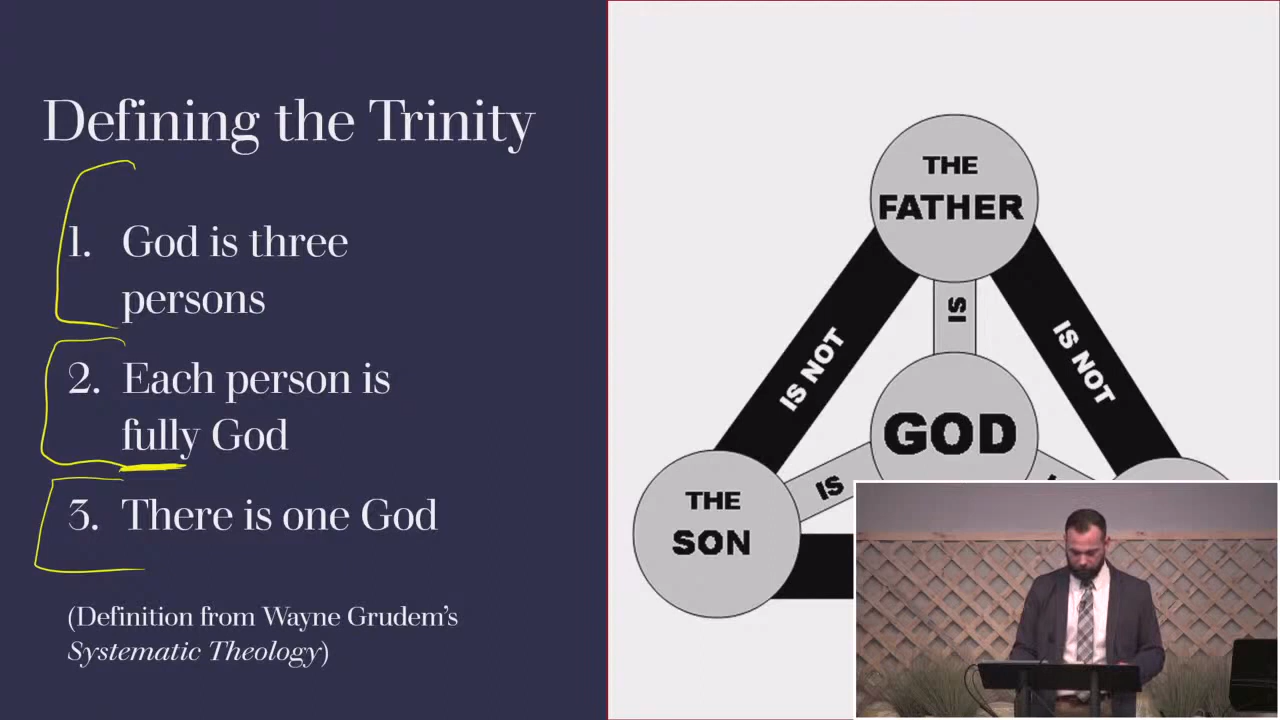 Defining the Trinity
1. God is three
persons
2. Each person is
fully God
3. There is one God
(Definition from Wayne Grudem's
Systematic Theology)
THE
FATHER
IS NOT
IS
IS NOT
GOD
IS
THE
SON